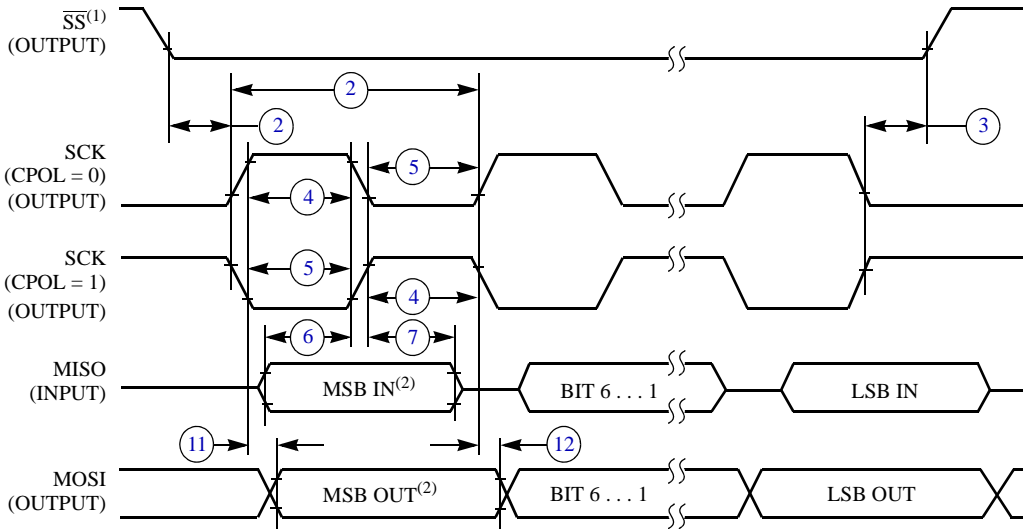 SS(1)
(OUTPUT)
2
2
3
SCK
(CPOL = 0)
(OUTPUT)
5
4
SCK
(CPOL = 1)
(OUTPUT)
5
4
6
7
MISO
(INPUT)
MSB IN(2)
BIT 6 . . . 1
LSB IN
11
12
MOSI
(OUTPUT)
MSB OUT(2)
BIT 6 . . . 1
LSB OUT